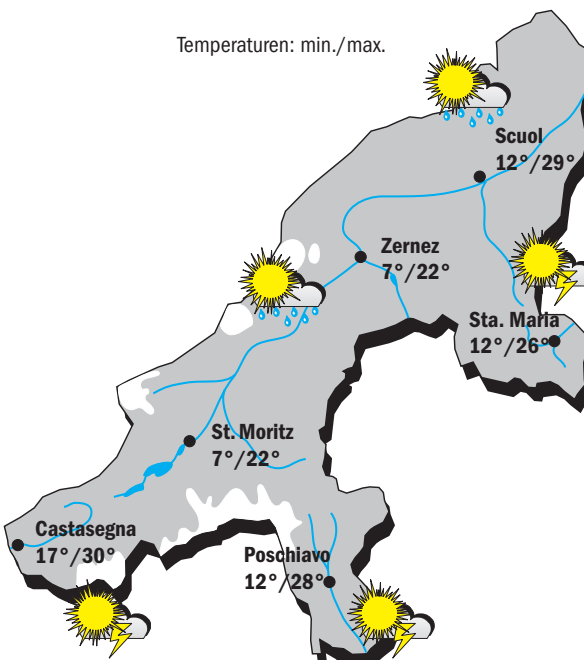 Temperaturen: min./max.
Scuol
12°/29°
Zernez
7°/22°
Sta. Maria
12°/26°
St. Moritz
7°/22°
Castasegna
17°/30°
Poschiavo
12°/28°